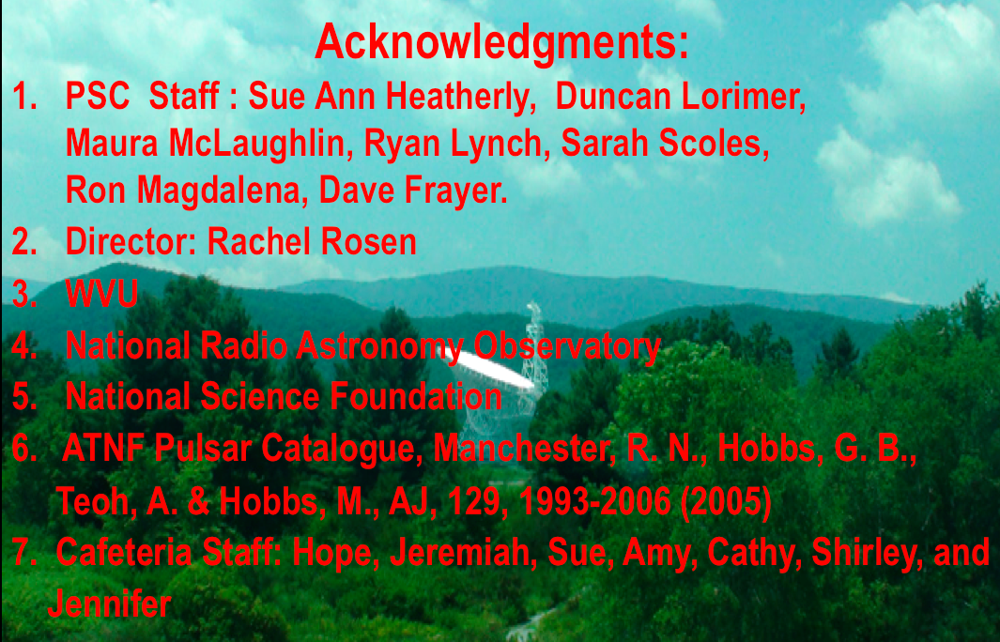 Acknowledgments:
1. PSC Staff : Sue Ann Heatherly, Duncan Lorimer,
Maura McLaughlin, Ryan Lynch, Sarah Scoles,
Ron Magdalena, Dave Frayer.
2. Director: Rachel Rosen
3. WVU
4. National Radio Astronomy Observatory
5. National Science Foundation
6. ATNF Pulsar Catalogue, Manchester, R. N., Hobbs, G. B.,
Teoh, A. & Hobbs, M., AJ, 129, 1993-2006 (2005)
7. Cafeteria Staff: Hope, Jeremiah, Sue, Amy, Cathy, Shirley, and
Jennifer